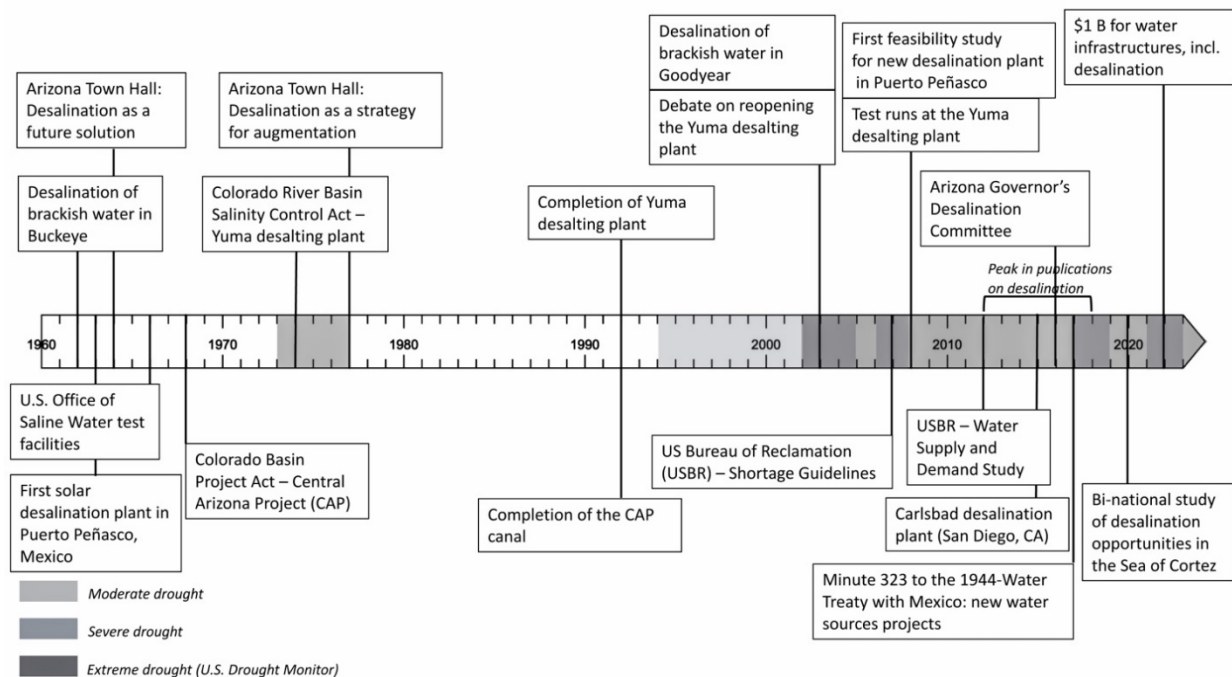 Arizona Town Hall:
Desalination as a
future solution
Desalination of
brackish water in
Buckeye
Arizona Town Hall:
Desalination as a strategy
for augmentation
Colorado River Basin
Salinity Control Act –
Yuma desalting plant
Completion of Yuma
desalting plant
Desalination of
brackish water in
Goodyear
Debate on reopening
the Yuma desalting
plant
First feasibility study
for new desalination plant
in Puerto Peñasco
Test runs at the Yuma
desalting plant
Arizona Governor’s
Desalination
Committee
$1 B for water
infrastructures, incl.
desalination
Peak in publications
on desalination
1960 1970 1980 1990 2000 2010 2020
U.S. Office of
Saline Water test
facilities
First solar
desalination plant in
Puerto Peñasco,
Mexico
Colorado Basin
Project Act – Central
Arizona Project (CAP)
Completion of the CAP
canal
US Bureau of Reclamation
(USBR) – Shortage Guidelines
USBR – Water
Supply and
Demand Study
Carlsbad desalination
plant (San Diego, CA)
Minute 323 to the 1944-Water
Treaty with Mexico: new water
sources projects
Bi-national study
of desalination
opportunities in
the Sea of Cortez
Moderate drought
Severe drought
Extreme drought (U.S. Drought Monitor)